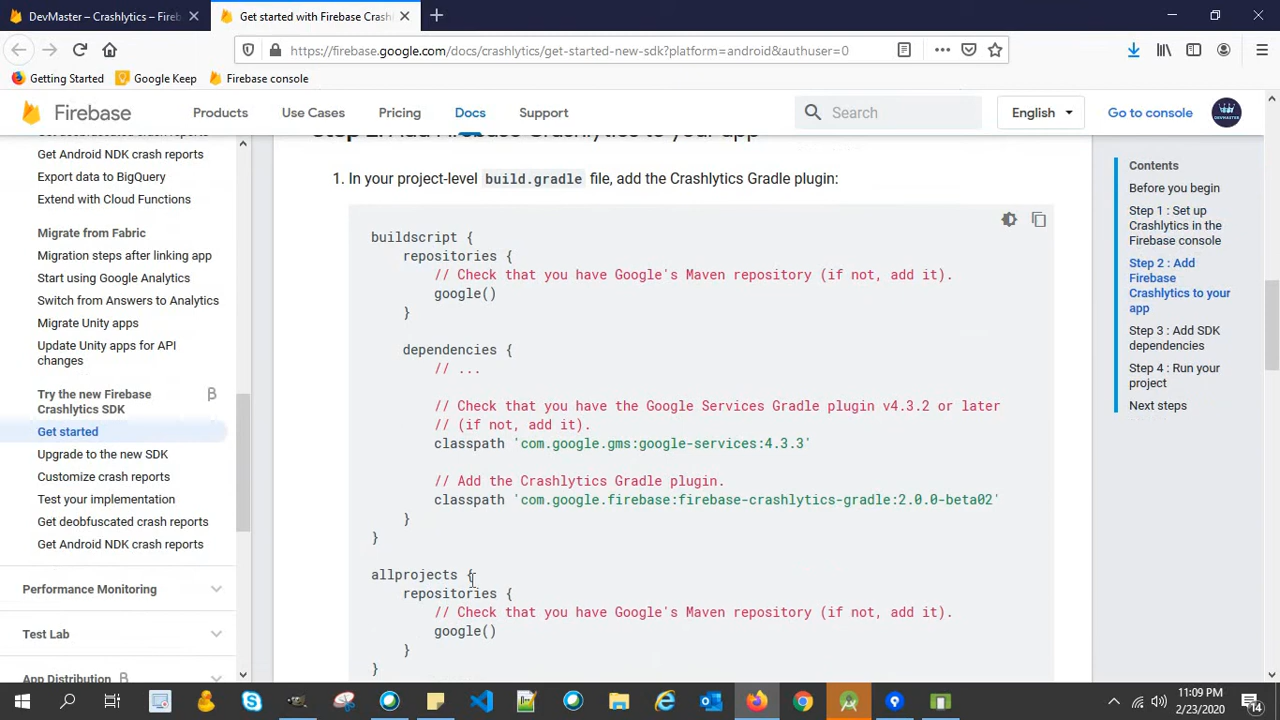 DevMaster – Crashlytics – Fireb
Get started with Firebase Crash
https://firebase.google.com/docs/crashlytics/get-started-new-sdk?platform=android&authuser=0
Getting Started
Google Keep
Firebase console
Firebase
Products
Use Cases
Pricing
Docs
Support
Search
English
Go to console
DEVMASTER
Get Android NDK crash reports
Export data to BigQuery
Extend with Cloud Functions
Migrate from Fabric
Migration steps after linking app
Start using Google Analytics
Switch from Answers to Analytics
Migrate Unity apps
Update Unity apps for API
changes
Try the new Firebase
Crashlytics SDK
β
Get started
Upgrade to the new SDK
Customize crash reports
Test your implementation
Get deobfuscated crash reports
Get Android NDK crash reports
Performance Monitoring
Test Lab
App Distribution β
Step 2: Add Firebase Crashlytics to your app
1. In your project-level build.gradle file, add the Crashlytics Gradle plugin:
buildscript {
repositories {
// Check that you have Google's Maven repository (if not, add it).
google()
}
dependencies {
// ...
// Check that you have the Google Services Gradle plugin v4.3.2 or later
// (if not, add it).
classpath 'com.google.gms:google-services:4.3.3'
// Add the Crashlytics Gradle plugin.
classpath 'com.google.firebase:firebase-crashlytics-gradle:2.0.0-beta02'
}
}
allprojects {
repositories {
// Check that you have Google's Maven repository (if not, add it).
google()
}
}
Contents
Before you begin
Step 1 : Set up
Crashlytics in the
Firebase console
Step 2 : Add
Firebase
Crashlytics to your
app
Step 3 : Add SDK
dependencies
Step 4 : Run your
project
Next steps
11:09 PM
2/23/2020
14